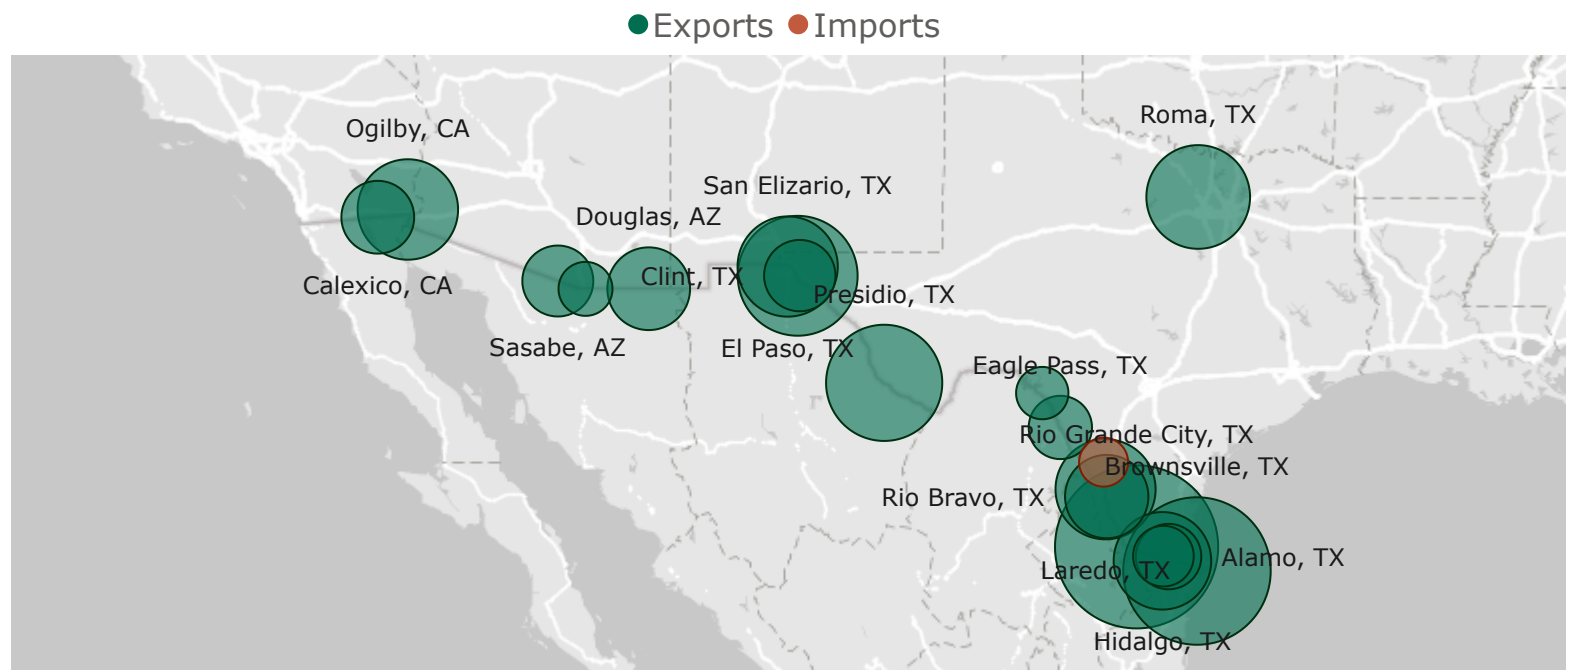 Exports Imports
Roma, TX
Ogilby, CA
San Elizario, TX
Douglas, AZ
Clint, TX
Calexico, CA
Presidio, TX
Sasabe, AZ
El Paso, TX
Eagle Pass, TX
Rio Grande City, TX
Brownsville, TX
Rio Bravo, TX
Alamo, TX
Laredo, TX
Hidalgo, TX